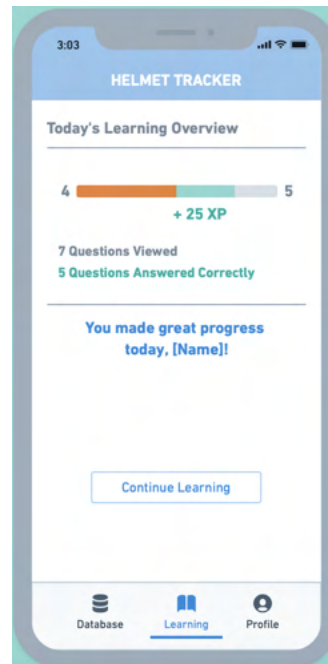 3:03
HELMET TRACKER
Today's Learning Overview
4 5
+ 25 XP
7 Questions Viewed
5 Questions Answered Correctly
You made great progress
today, [Name]!
Continue Learning
Database Learning Profile